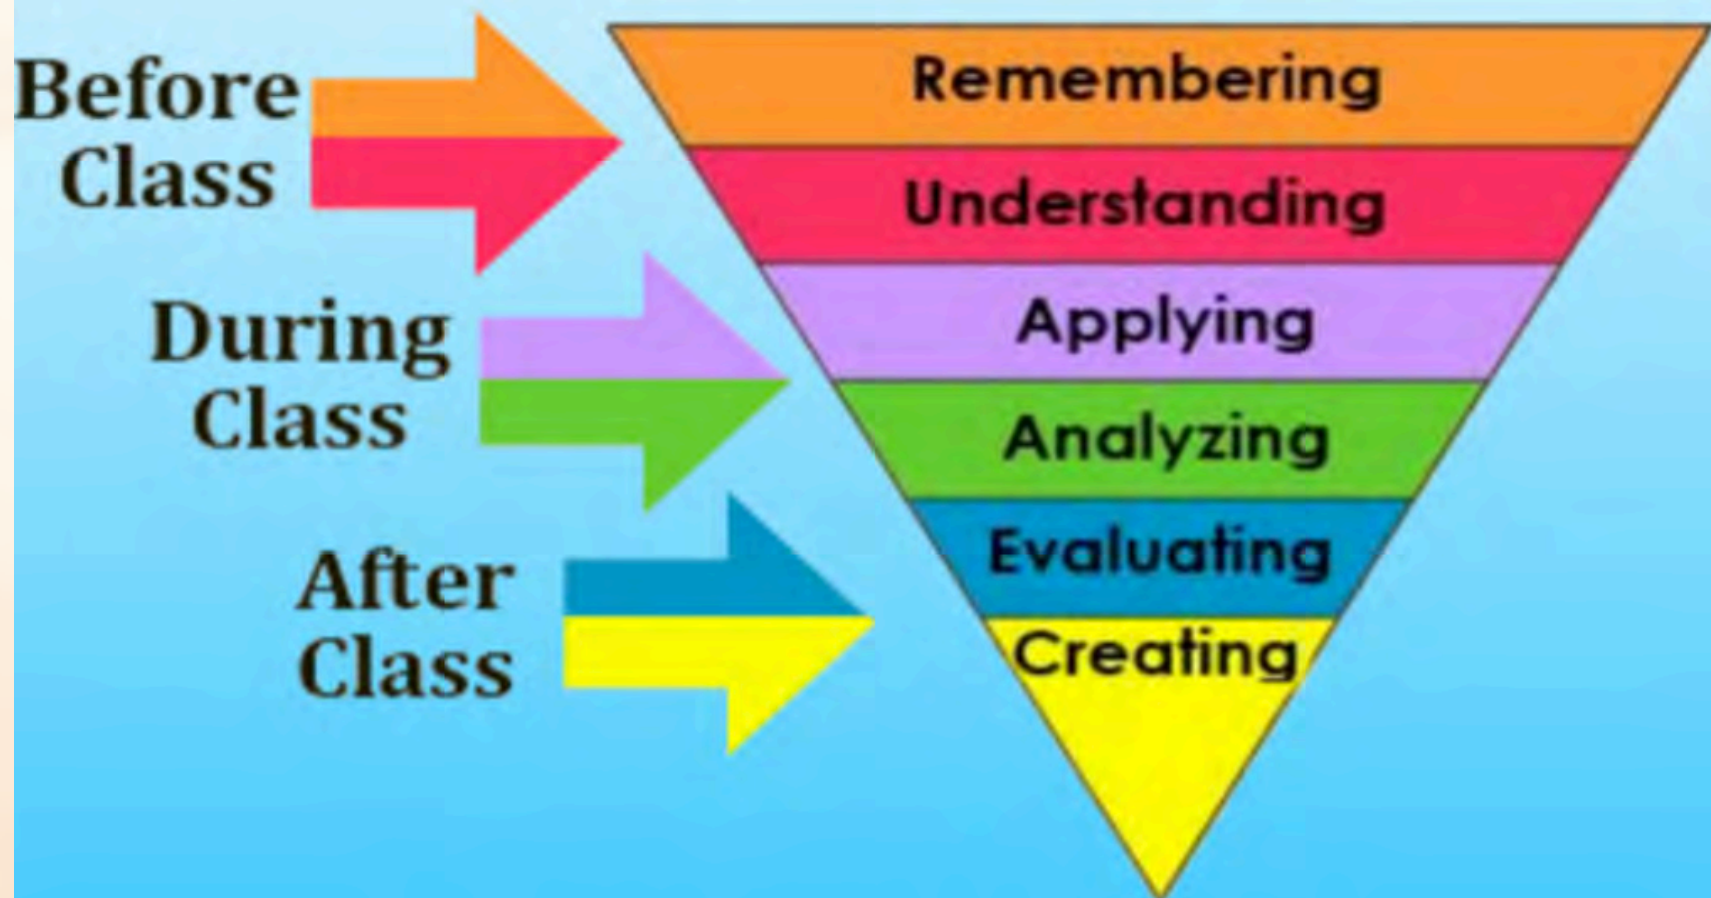 Before
Class
Remembering
Understanding
During
Class
Applying
Analyzing
After
Class
Evaluating
Creating